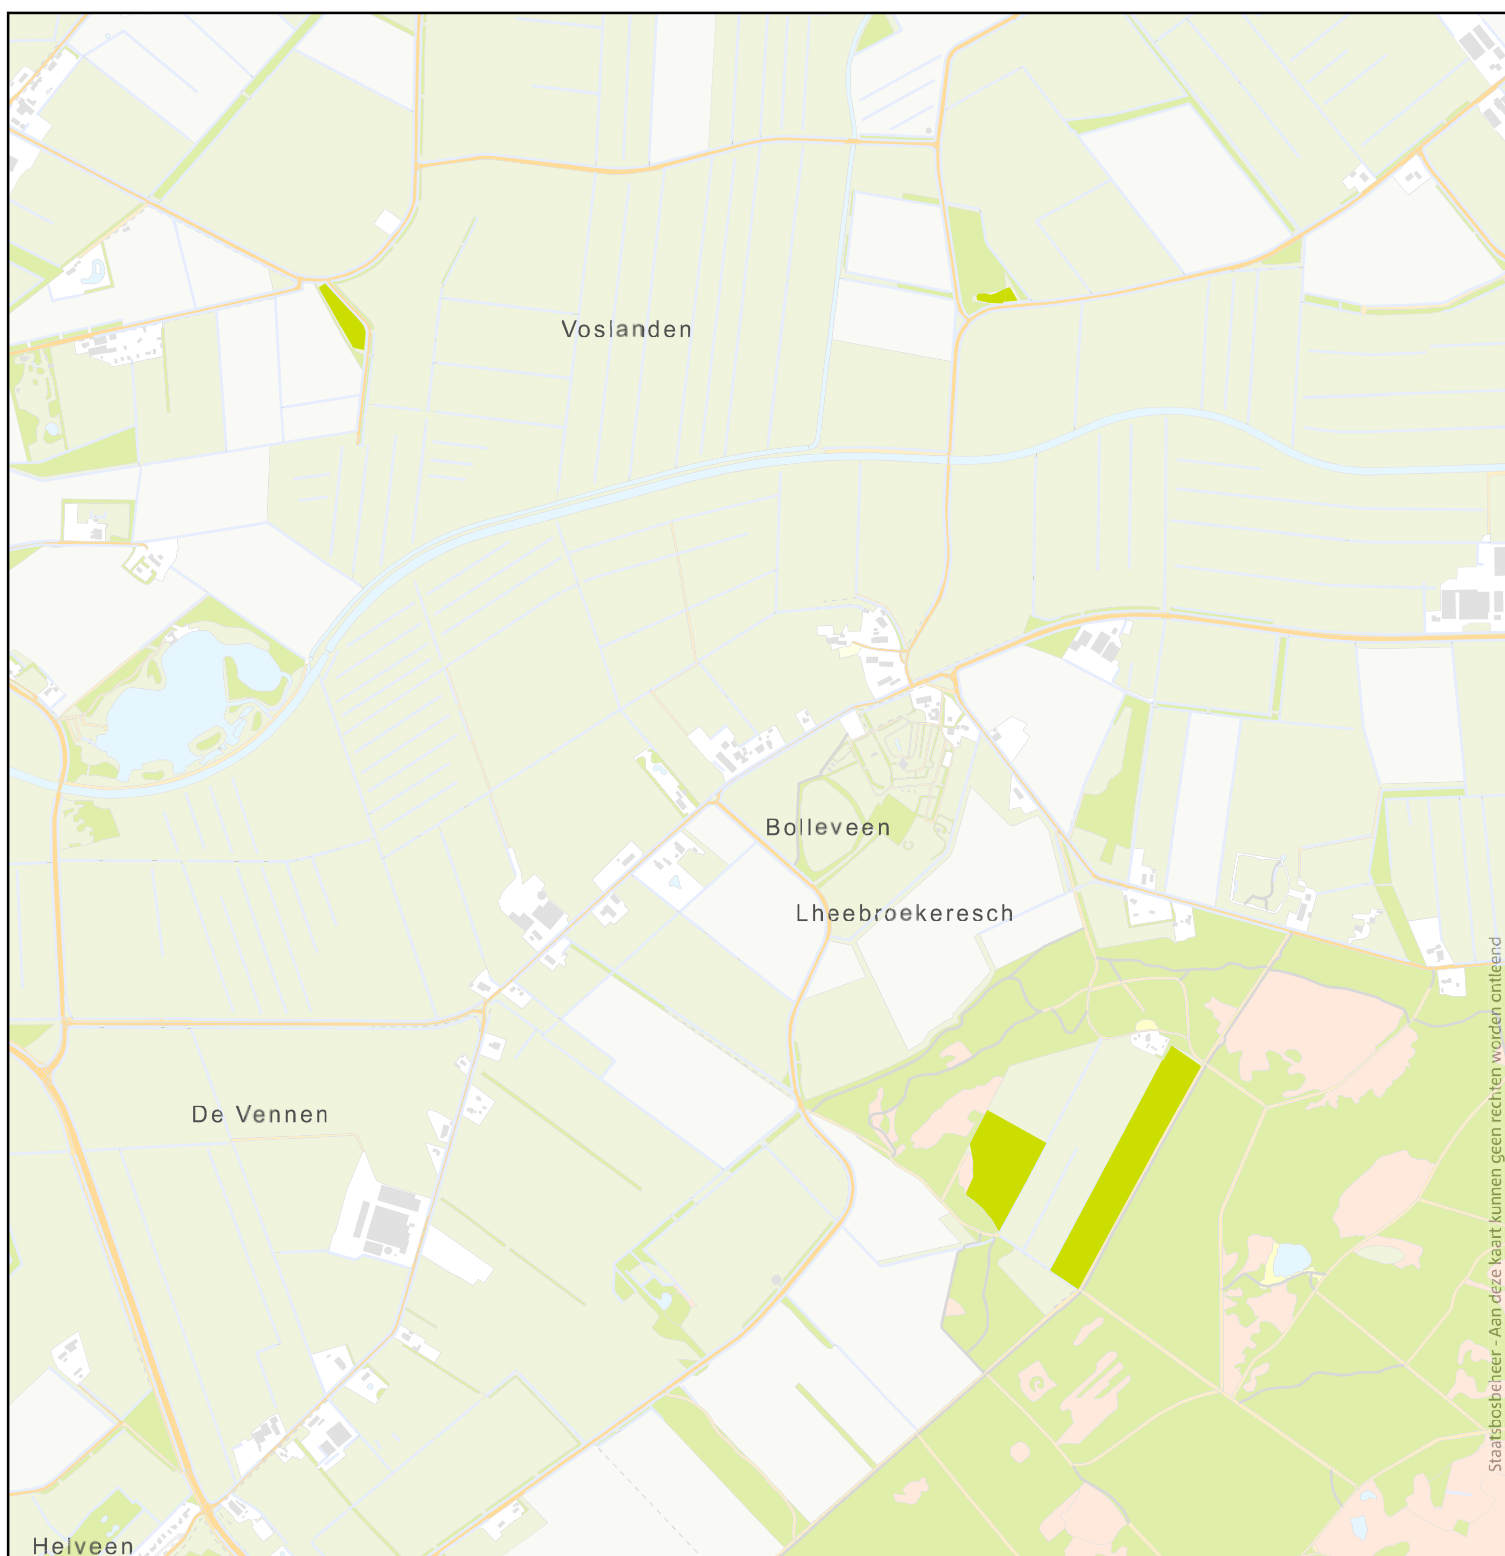 Voslanden
Bolleveen
Lheebroekeresch
De Vennen
Helveen
Staatsbosbeheer - Aan deze kaart kunnen geen rechten worden ontleend